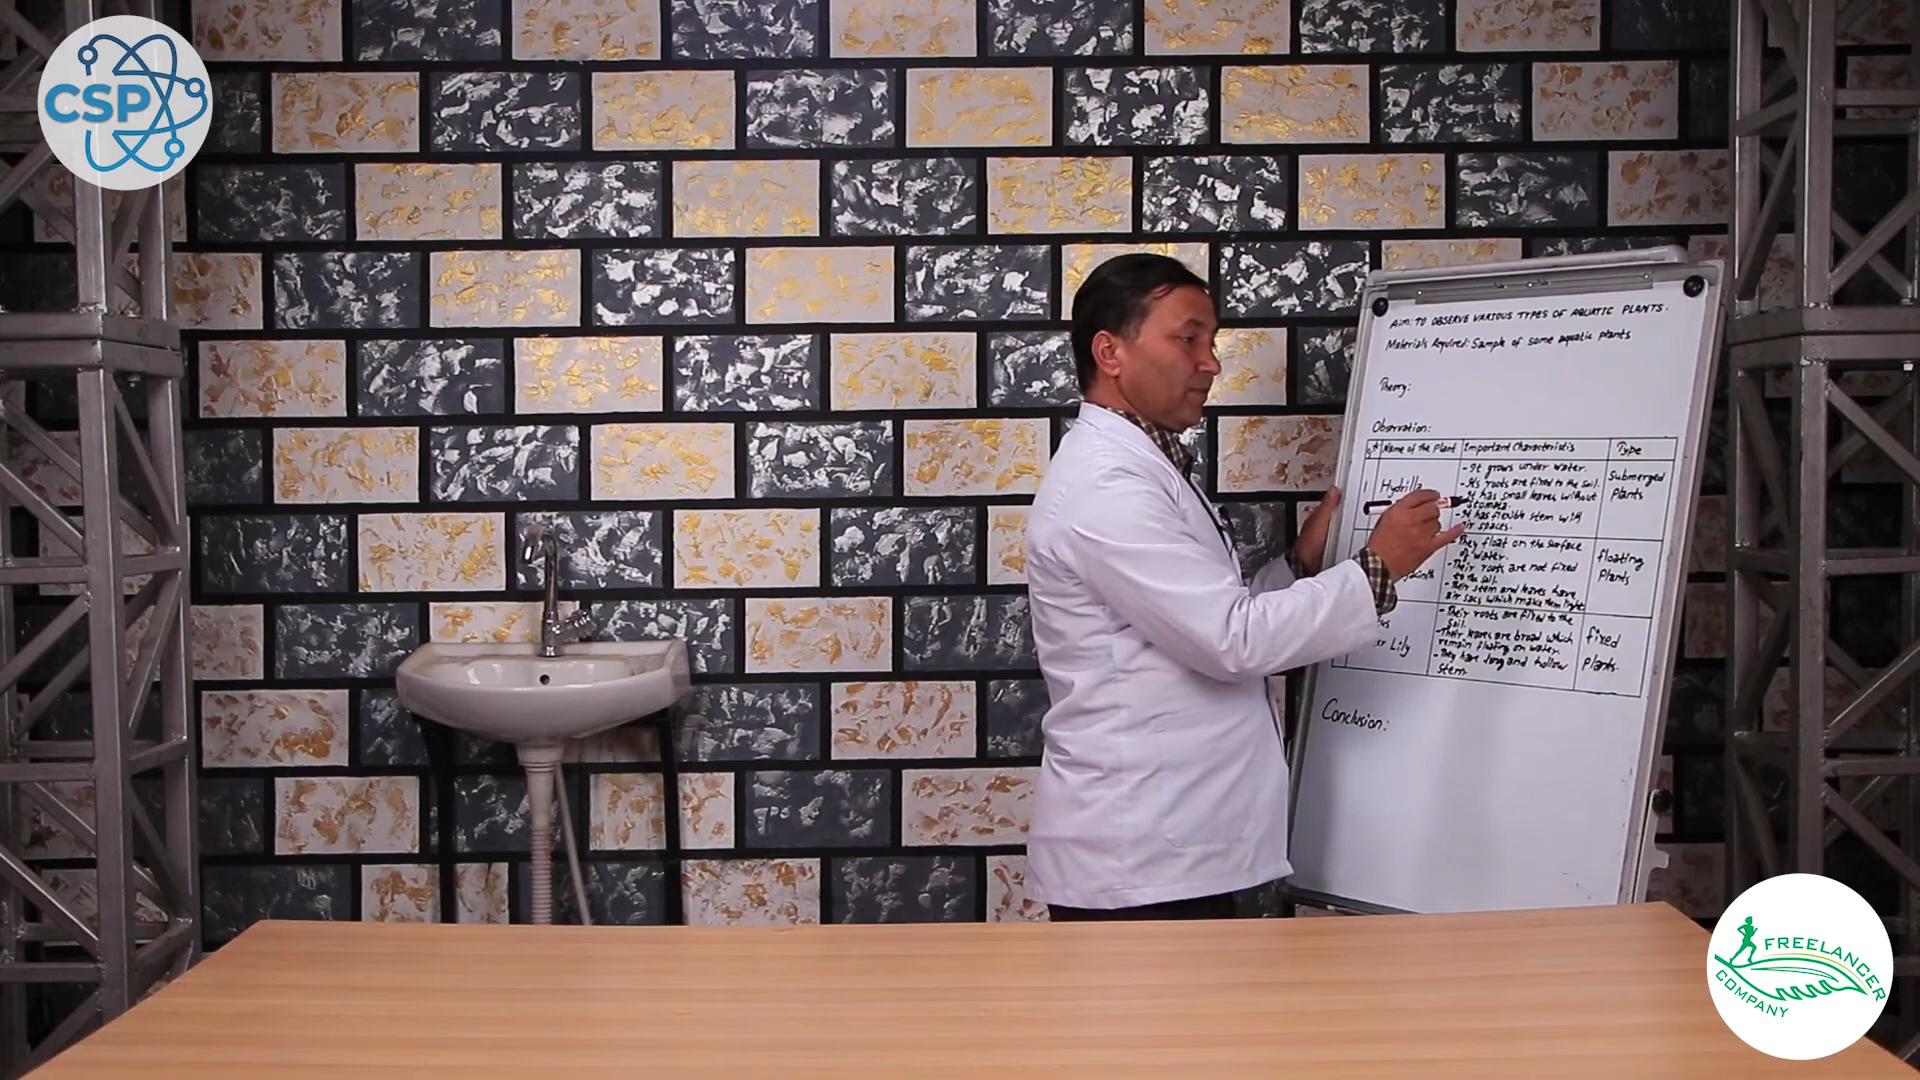 CSP
AIM: TO OBSERVE VARIOUS TYPES OF AQUATIC PLANTS.
Materials Required: Sample of some aquatic plants
Theory:
Observation:
Name of the Plant
Important Characteristis
Type
1
Hydrilla
- It grows under water.
- It's roots are fixed to the soil.
It has small leaves without
stomata.
- It has flexible stem with
air spaces.
Submerged
Plants
They float on the surface
of water.
- Their roots are not fixed
to the soil.
- Their stem and leaves have
air sacs which make them light
floating
Plants
Lily
- Their roots are fixed to the
soil.
- Their leaves are broad which
remain floating on water.
- They have long and hollow
stem
fixed
Plants.
Conclusion:
FREELANCER
COMPANY